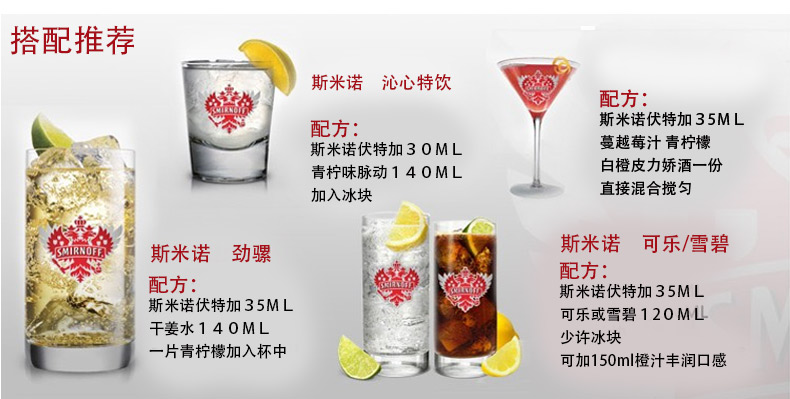 搭配推荐
斯米诺 沁心特饮
配方：
斯米诺伏特加３０ＭＬ
青柠味脉动１４０ＭＬ
加入冰块
配方：
斯米诺伏特加３５ＭＬ
蔓越莓汁 青柠檬
白橙皮力娇酒一份
直接混合搅匀
斯米诺 劲骡
配方：
斯米诺伏特加３５ＭＬ
干姜水１４０ＭＬ
一片青柠檬加入杯中
斯米诺 可乐/雪碧
配方：
斯米诺伏特加３５ＭＬ
可乐或雪碧１２０ＭＬ
少许冰块
可加150ml橙汁丰润口感
SMIRNOFF
SMIRNOFF
SMIRNOFF
SMIRNOFF